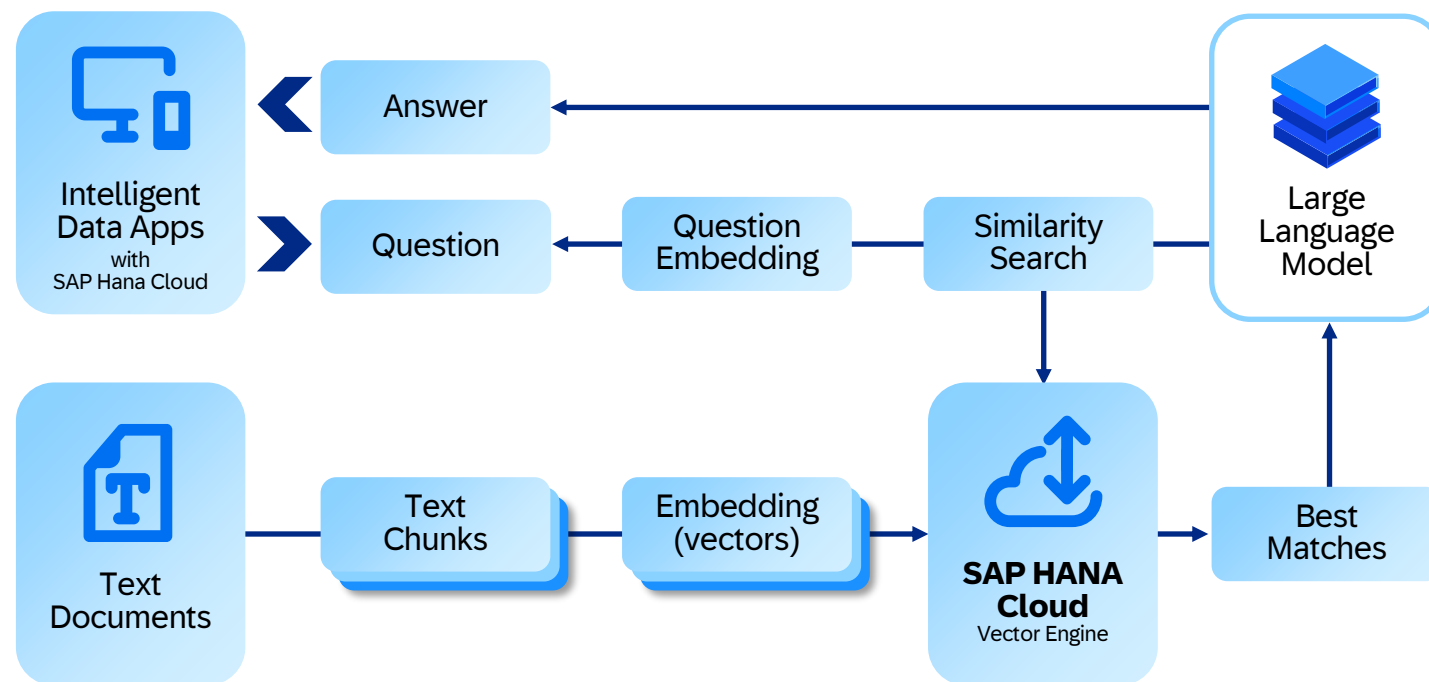 Answer
Intelligent
Data Apps
with
SAP Hana Cloud
Question
Question
Embedding
Similarity
Search
Large
Language
Model
Text
Documents
Text
Chunks
Embedding
(vectors)
SAP HANA
Cloud
Vector Engine
Best
Matches